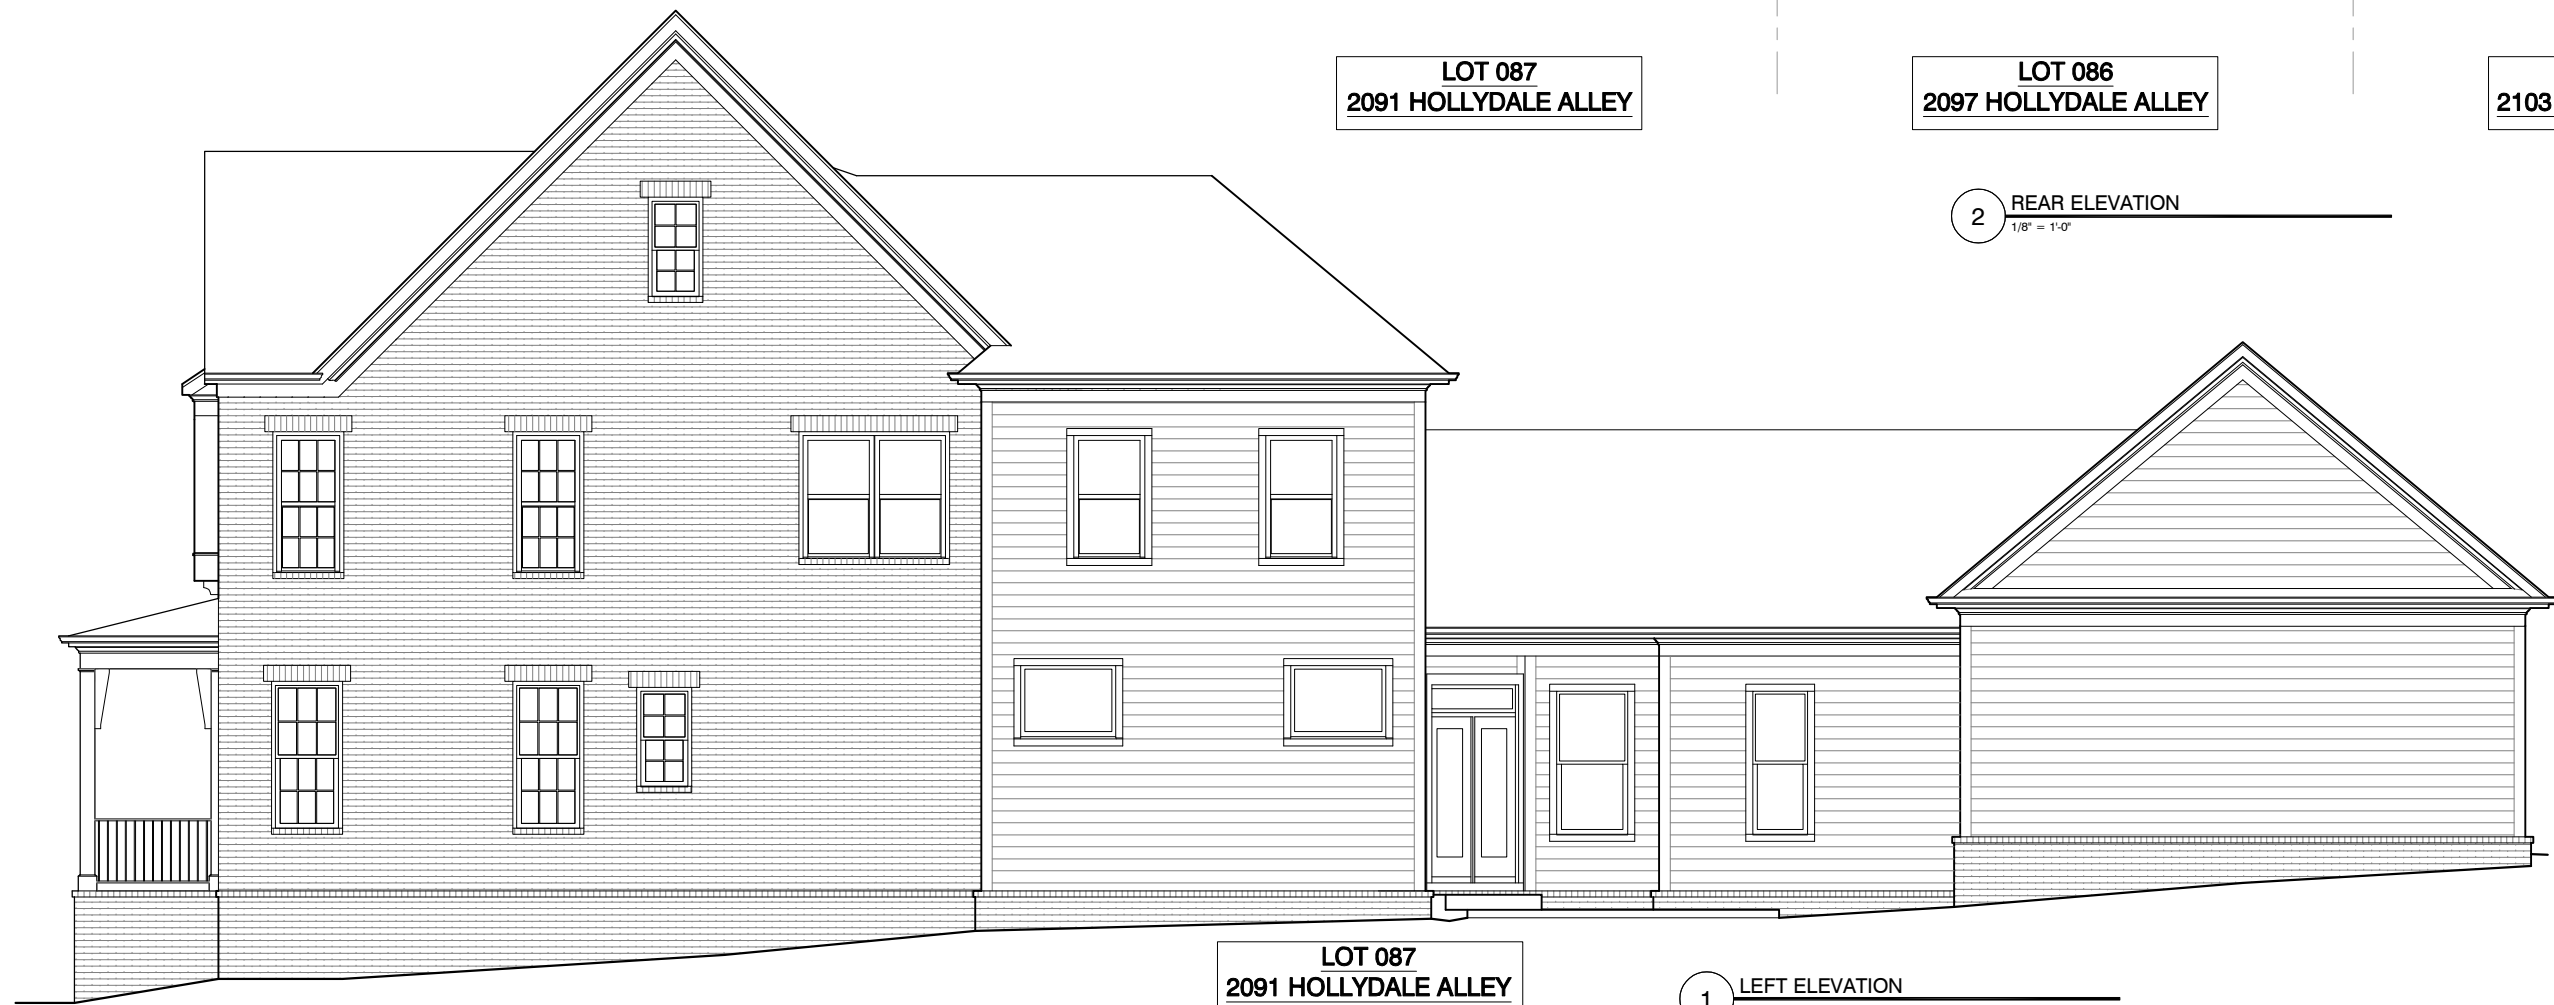 LOT 087
2091 HOLLYDALE ALLEY
LOT 086
2097 HOLLYDALE ALLEY
2103
2
REAR ELEVATION
1/8" = 1'-0"
LOT 087
2091 HOLLYDALE ALLEY
1
LEFT ELEVATION